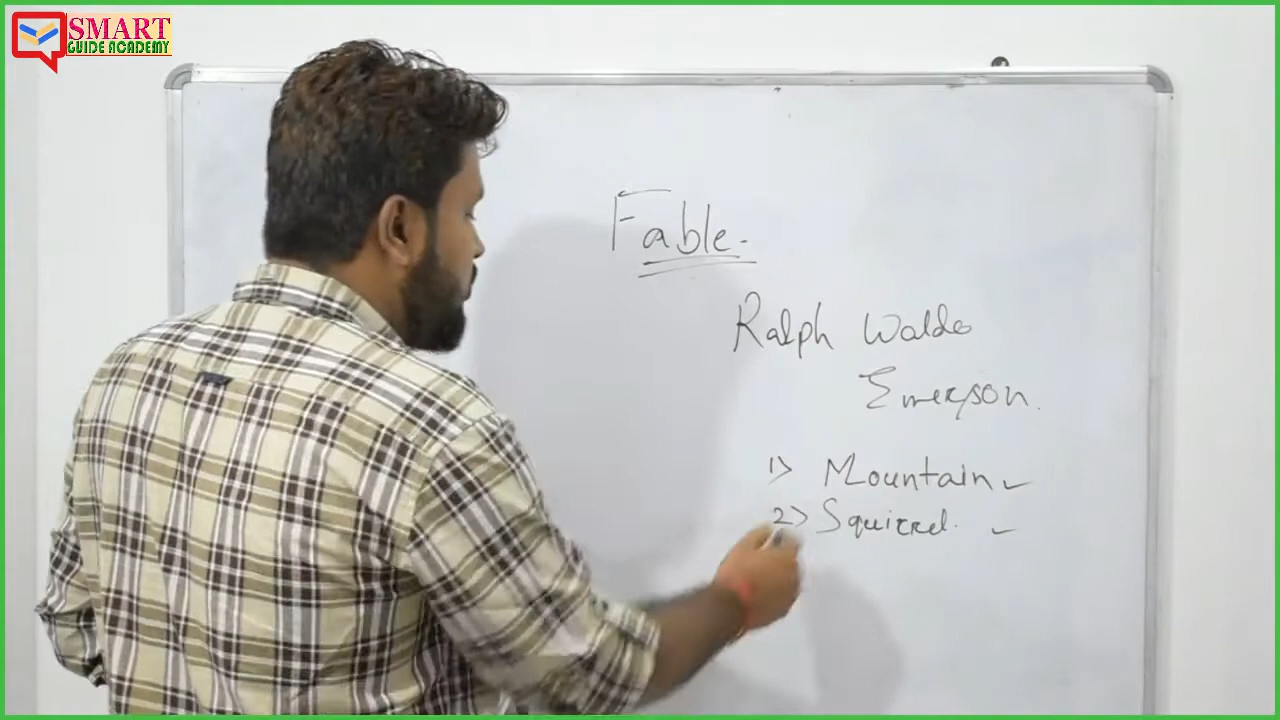 SMART
GUIDE ACADEMY
Fable.
Ralph Waldo
Emerson.
1) Mountain
2) Squirrel.